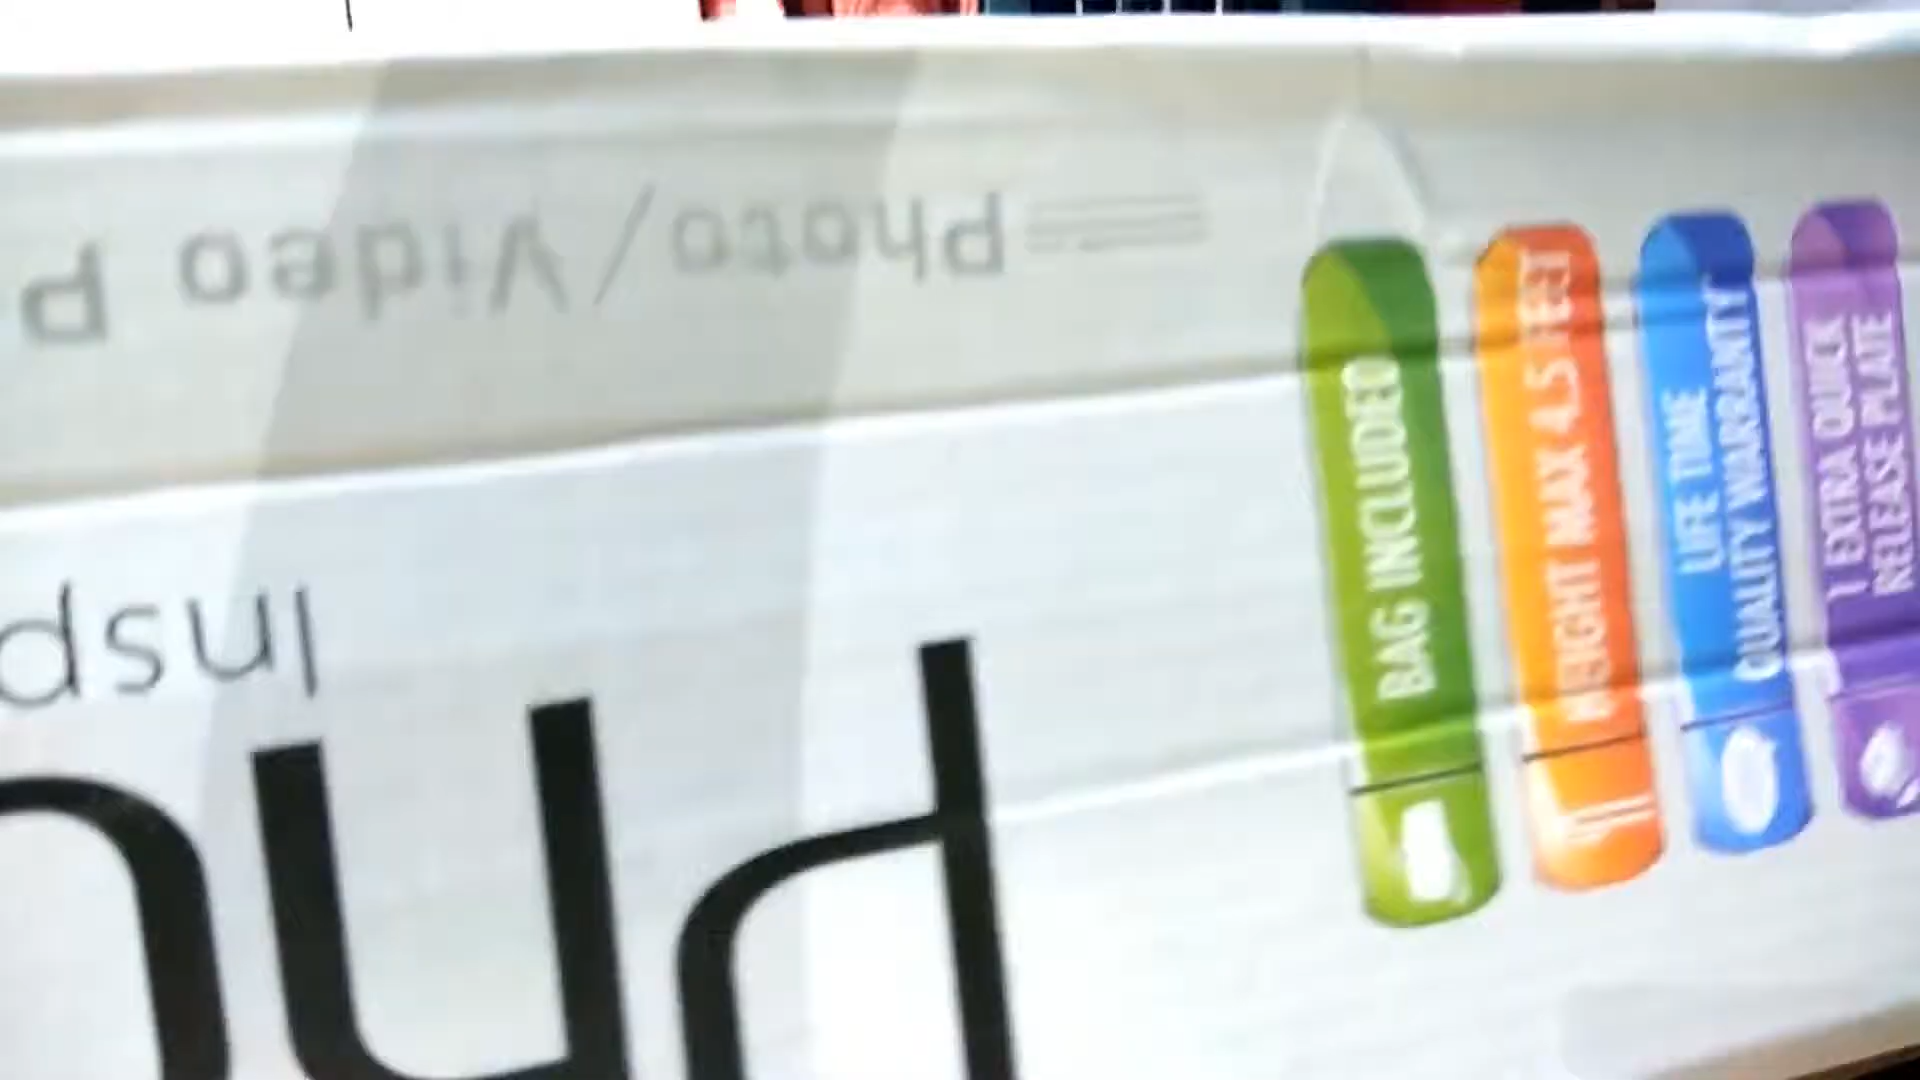 Photo/Video P
Insp
BAG INCLUDED
HEIGHT MAX 4.5 FEET
LIFE TIME
QUALITY WARRANTY
1 EXTRA QUICK
RELEASE PLATE